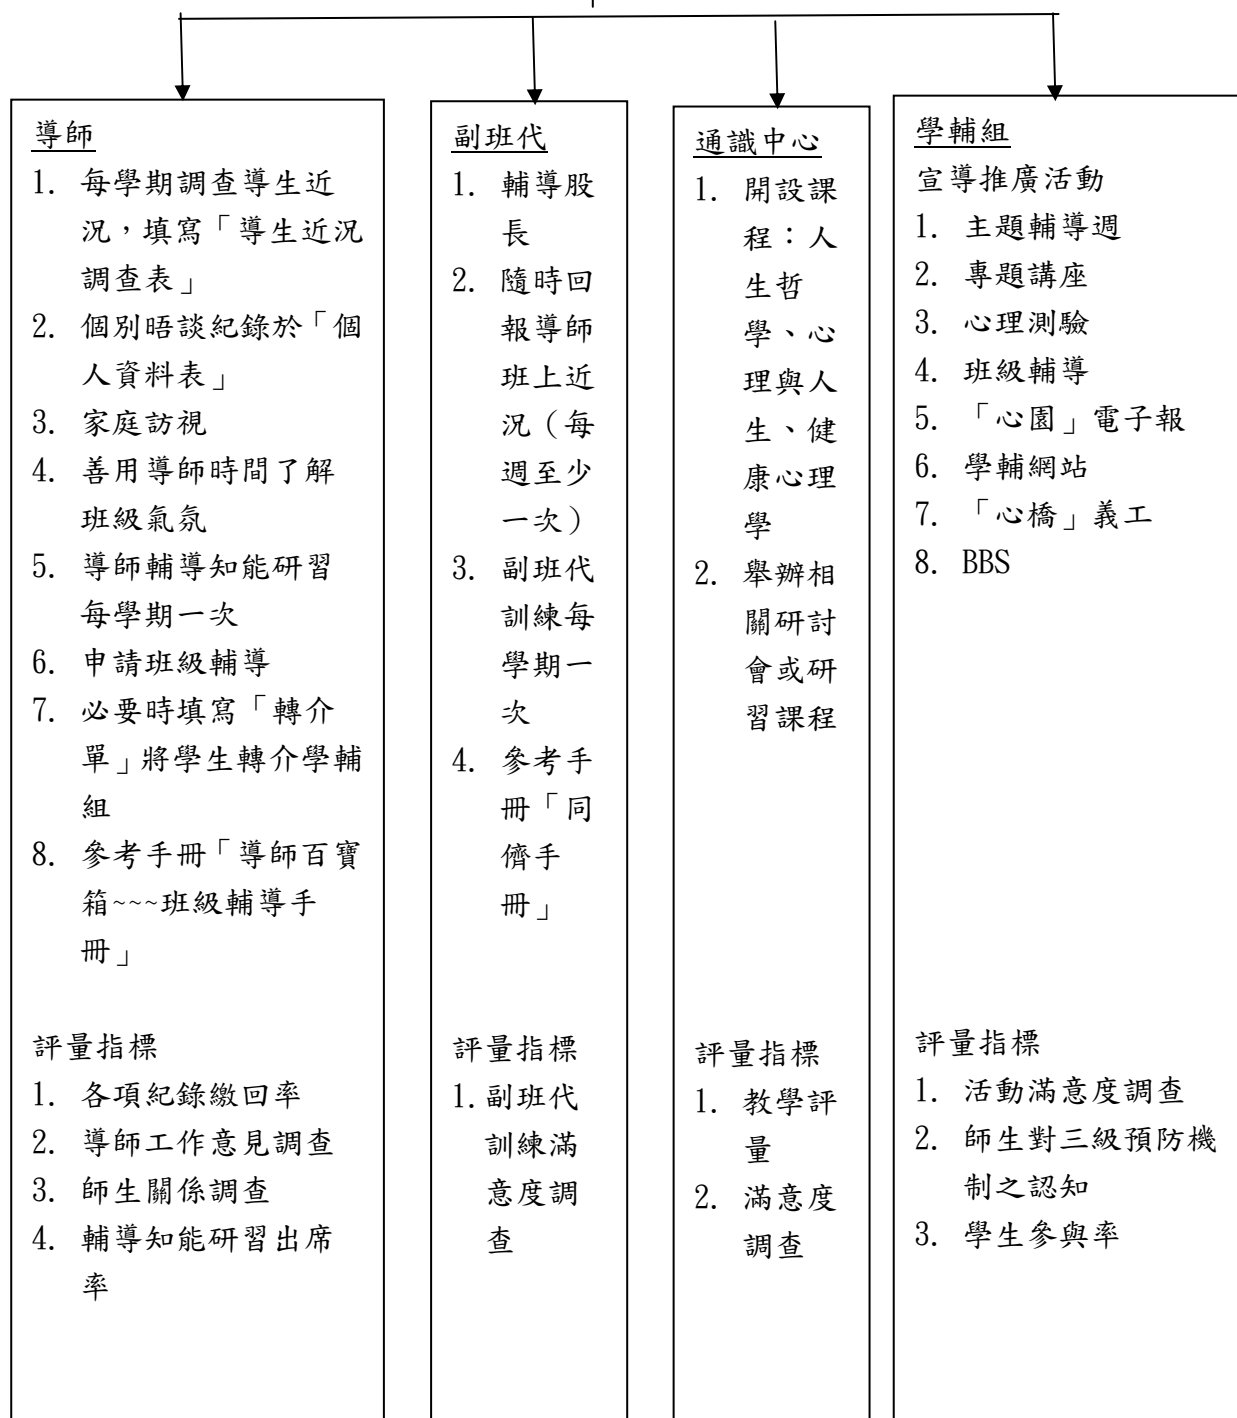 導師
1. 每學期調查導生近
況，填寫「導生近況
調查表」
2. 個別晤談紀錄於「個
人資料表」
3. 家庭訪視
4. 善用導師時間了解
班級氣氛
5. 導師輔導知能研習
每學期一次
6. 申請班級輔導
7. 必要時填寫「轉介
單」將學生轉介學輔
組
8. 參考手冊「導師百寶
箱~~~班級輔導手
冊」
評量指標
1. 各項紀錄繳回率
2. 導師工作意見調查
3. 師生關係調查
4. 輔導知能研習出席
率
副班代
1. 輔導股
長
2. 隨時回
報導師
班上近
況（每
週至少
一次）
3. 副班代
訓練每
學期一
次
4. 參考手
冊「同
儕手
冊」
評量指標
1.副班代
訓練滿
意度調
查
通識中心
1. 開設課
程：人
生哲
學、心
理與人
生、健
康心理
學
2. 舉辦相
關研討
會或研
習課程
評量指標
1. 教學評
量
2. 滿意度
調查
學輔組
宣導推廣活動
1. 主題輔導週
2. 專題講座
3. 心理測驗
4. 班級輔導
5. 「心園」電子報
6. 學輔網站
7. 「心橋」義工
8. BBS
評量指標
1. 活動滿意度調查
2. 師生對三級預防機
制之認知
3. 學生參與率